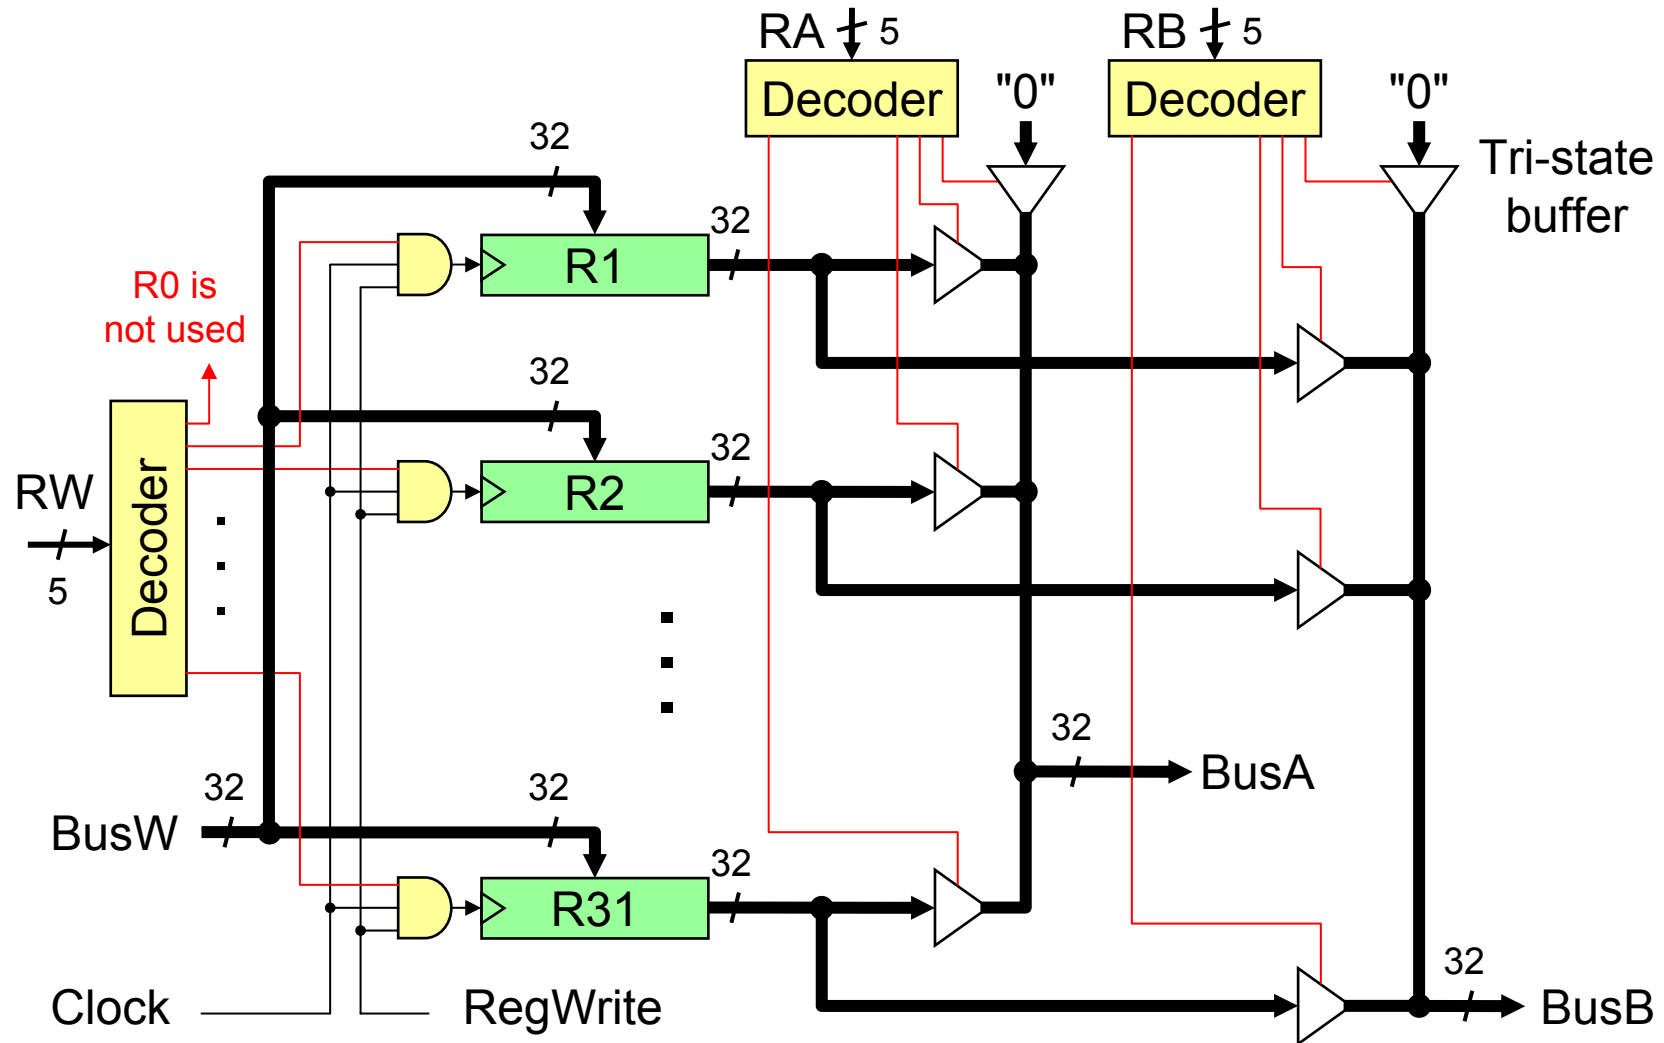 RA 5
RB 5
Decoder
"0"
Decoder
"0"
Tri-state
buffer
32
R1
32
R0 is
not used
32
R2
32
RW
5
Decoder
32
BusA
BusW
32
32
R31
32
Clock
RegWrite
32
BusB